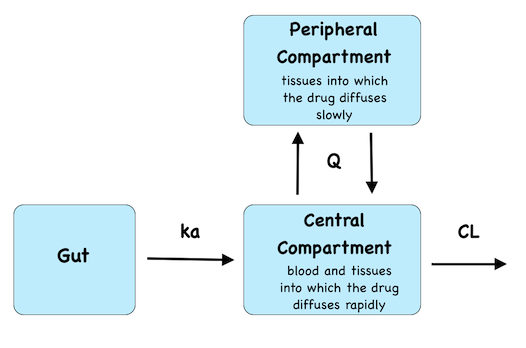 Peripheral
Compartment
tissues into which
the drug diffuses
slowly
Q
Gut
ka
Central
Compartment
blood and tissues
into which the drug
diffuses rapidly
CL